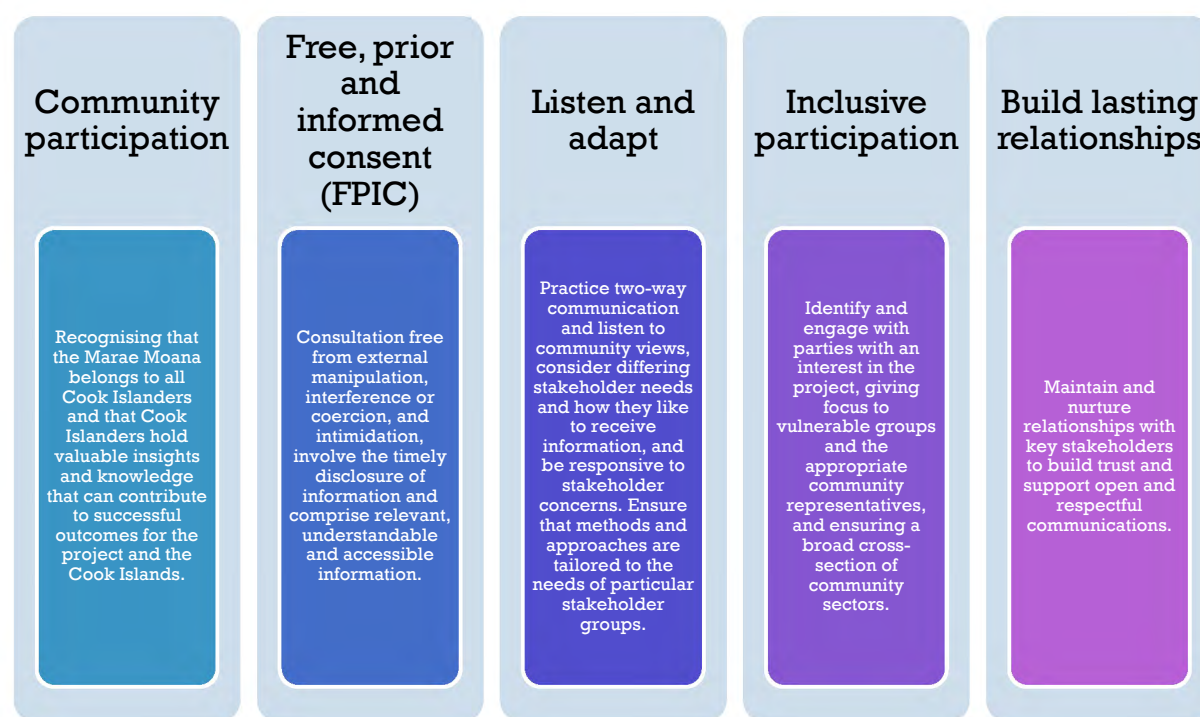 Community
participation
Recognising that
the Marae Moana
belongs to all
Cook Islanders
and that Cook
Islanders hold
valuable insights
and knowledge
that can contribute
to successful
outcomes for the
project and the
Cook Islands.
Free, prior
and
informed
consent
(FPIC)
Consultation free
from external
manipulation,
interference or
coercion, and
intimidation,
involve the timely
disclosure of
information and
comprise relevant,
understandable
and accessible
information.
Listen and
adapt
Practice two-way
communication
and listen to
community views,
consider differing
stakeholder needs
and how they like
to receive
information, and
be responsive to
stakeholder
concerns. Ensure
that methods and
approaches are
tailored to the
needs of particular
stakeholder
groups.
Inclusive
participation
Identify and
engage with
parties with an
interest in the
project, giving
focus to
vulnerable groups
and the
appropriate
community
representatives,
and ensuring a
broad cross-
section of
community
sectors.
Build lasting
relationships
Maintain and
nurture
relationships with
key stakeholders
to build trust and
support open and
respectful
communications.